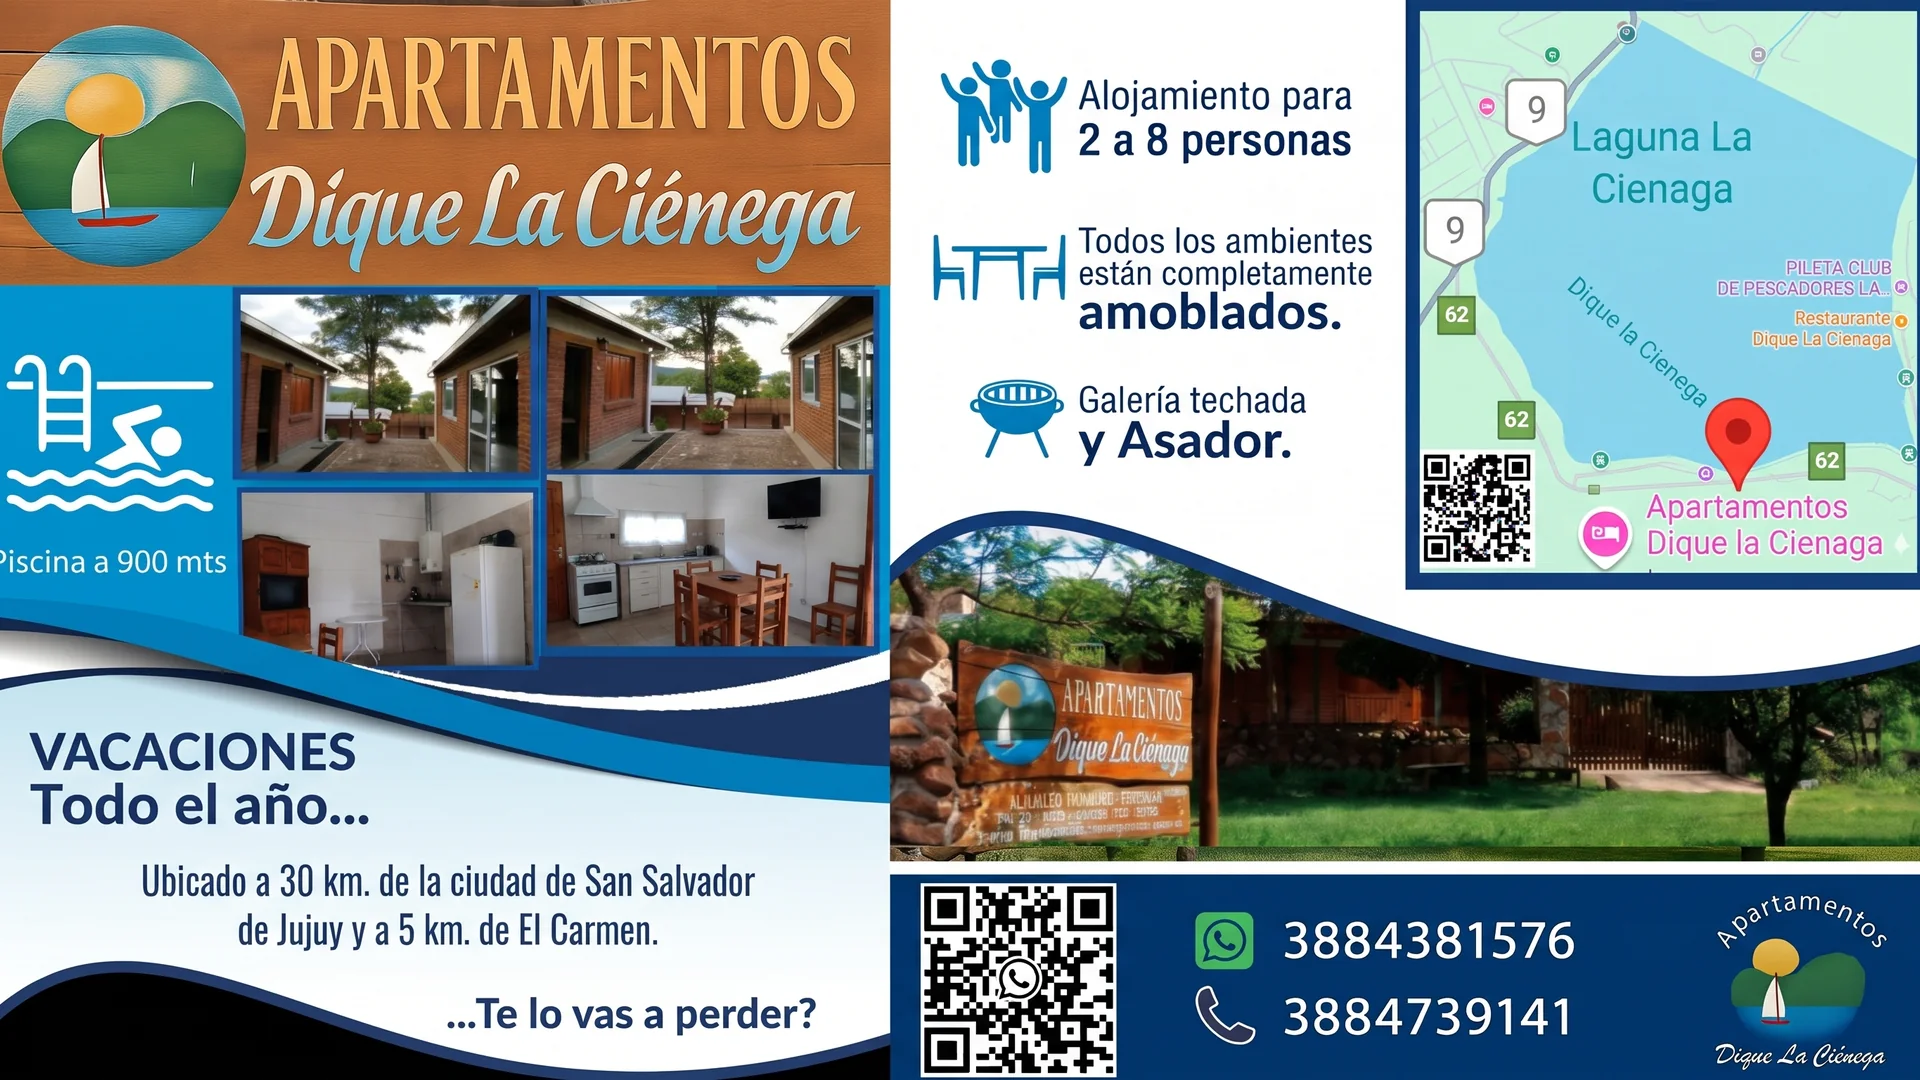 APARTAMENTOS
Dique La Ciénega
Piscina a 900 mts
VACACIONES
Todo el año...
Ubicado a 30 km. de la ciudad de San Salvador
de Jujuy y a 5 km. de El Carmen.
...Te lo vas a perder?
Alojamiento para
2 a 8 personas
Todos los ambientes
están completamente
amoblados.
Galería techada
y Asador.
9
Laguna La
Cienaga
9
PILETA CLUB
DE PESCADORES LA...
Restaurante
Dique La Cienaga
62
Dique la Cienega
62
62
Apartamentos
Dique la Cienaga
APARTAMENTOS
Dique La Ciénaga
3884381576
3884739141
Apartamentos
Dique La Ciénega